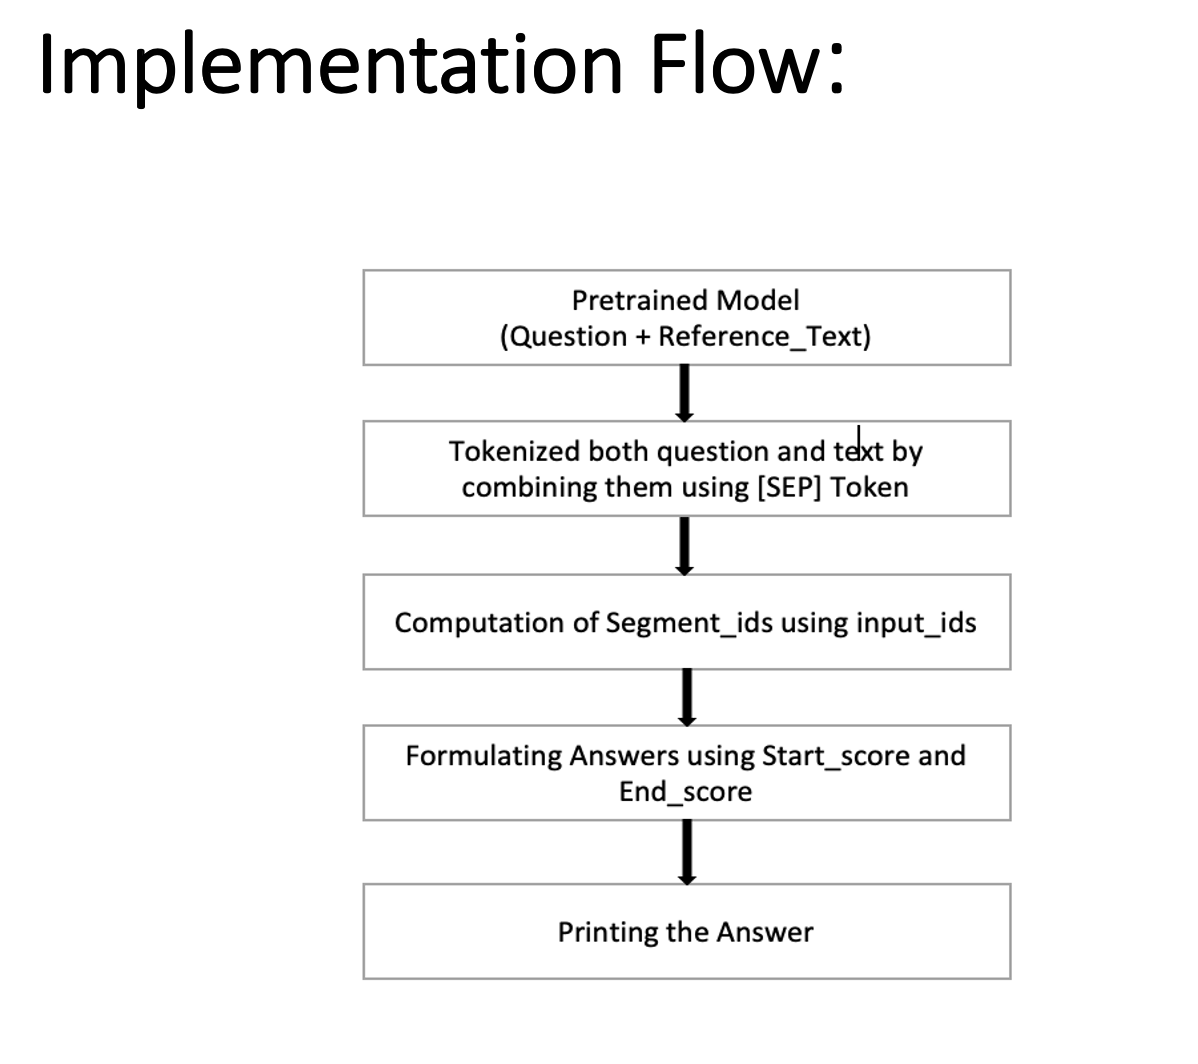 Implementation Flow:
Pretrained Model
(Question + Reference_Text)
Tokenized both question and text by
combining them using [SEP] Token
Computation of Segment_ids using input_ids
Formulating Answers using Start_score and
End_score
Printing the Answer